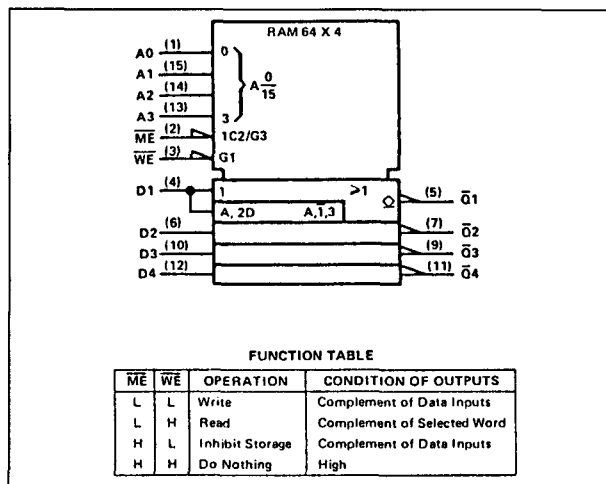 RAM 64 X 4
A0 (1) 0
A1 (15)
A2 (14) A 0/15
A3 (13) 3
ME (2) 1C2/G3
WE (3) G1
D1 (4) 1 ≥1 (5) Q1
A, 2D A,1,3
D2 (6) (7) Q2
D3 (10) (9) Q3
D4 (12) (11) Q4
FUNCTION TABLE
ME WE OPERATION CONDITION OF OUTPUTS
L L Write Complement of Data Inputs
L H Read Complement of Selected Word
H L Inhibit Storage Complement of Data Inputs
H H Do Nothing High